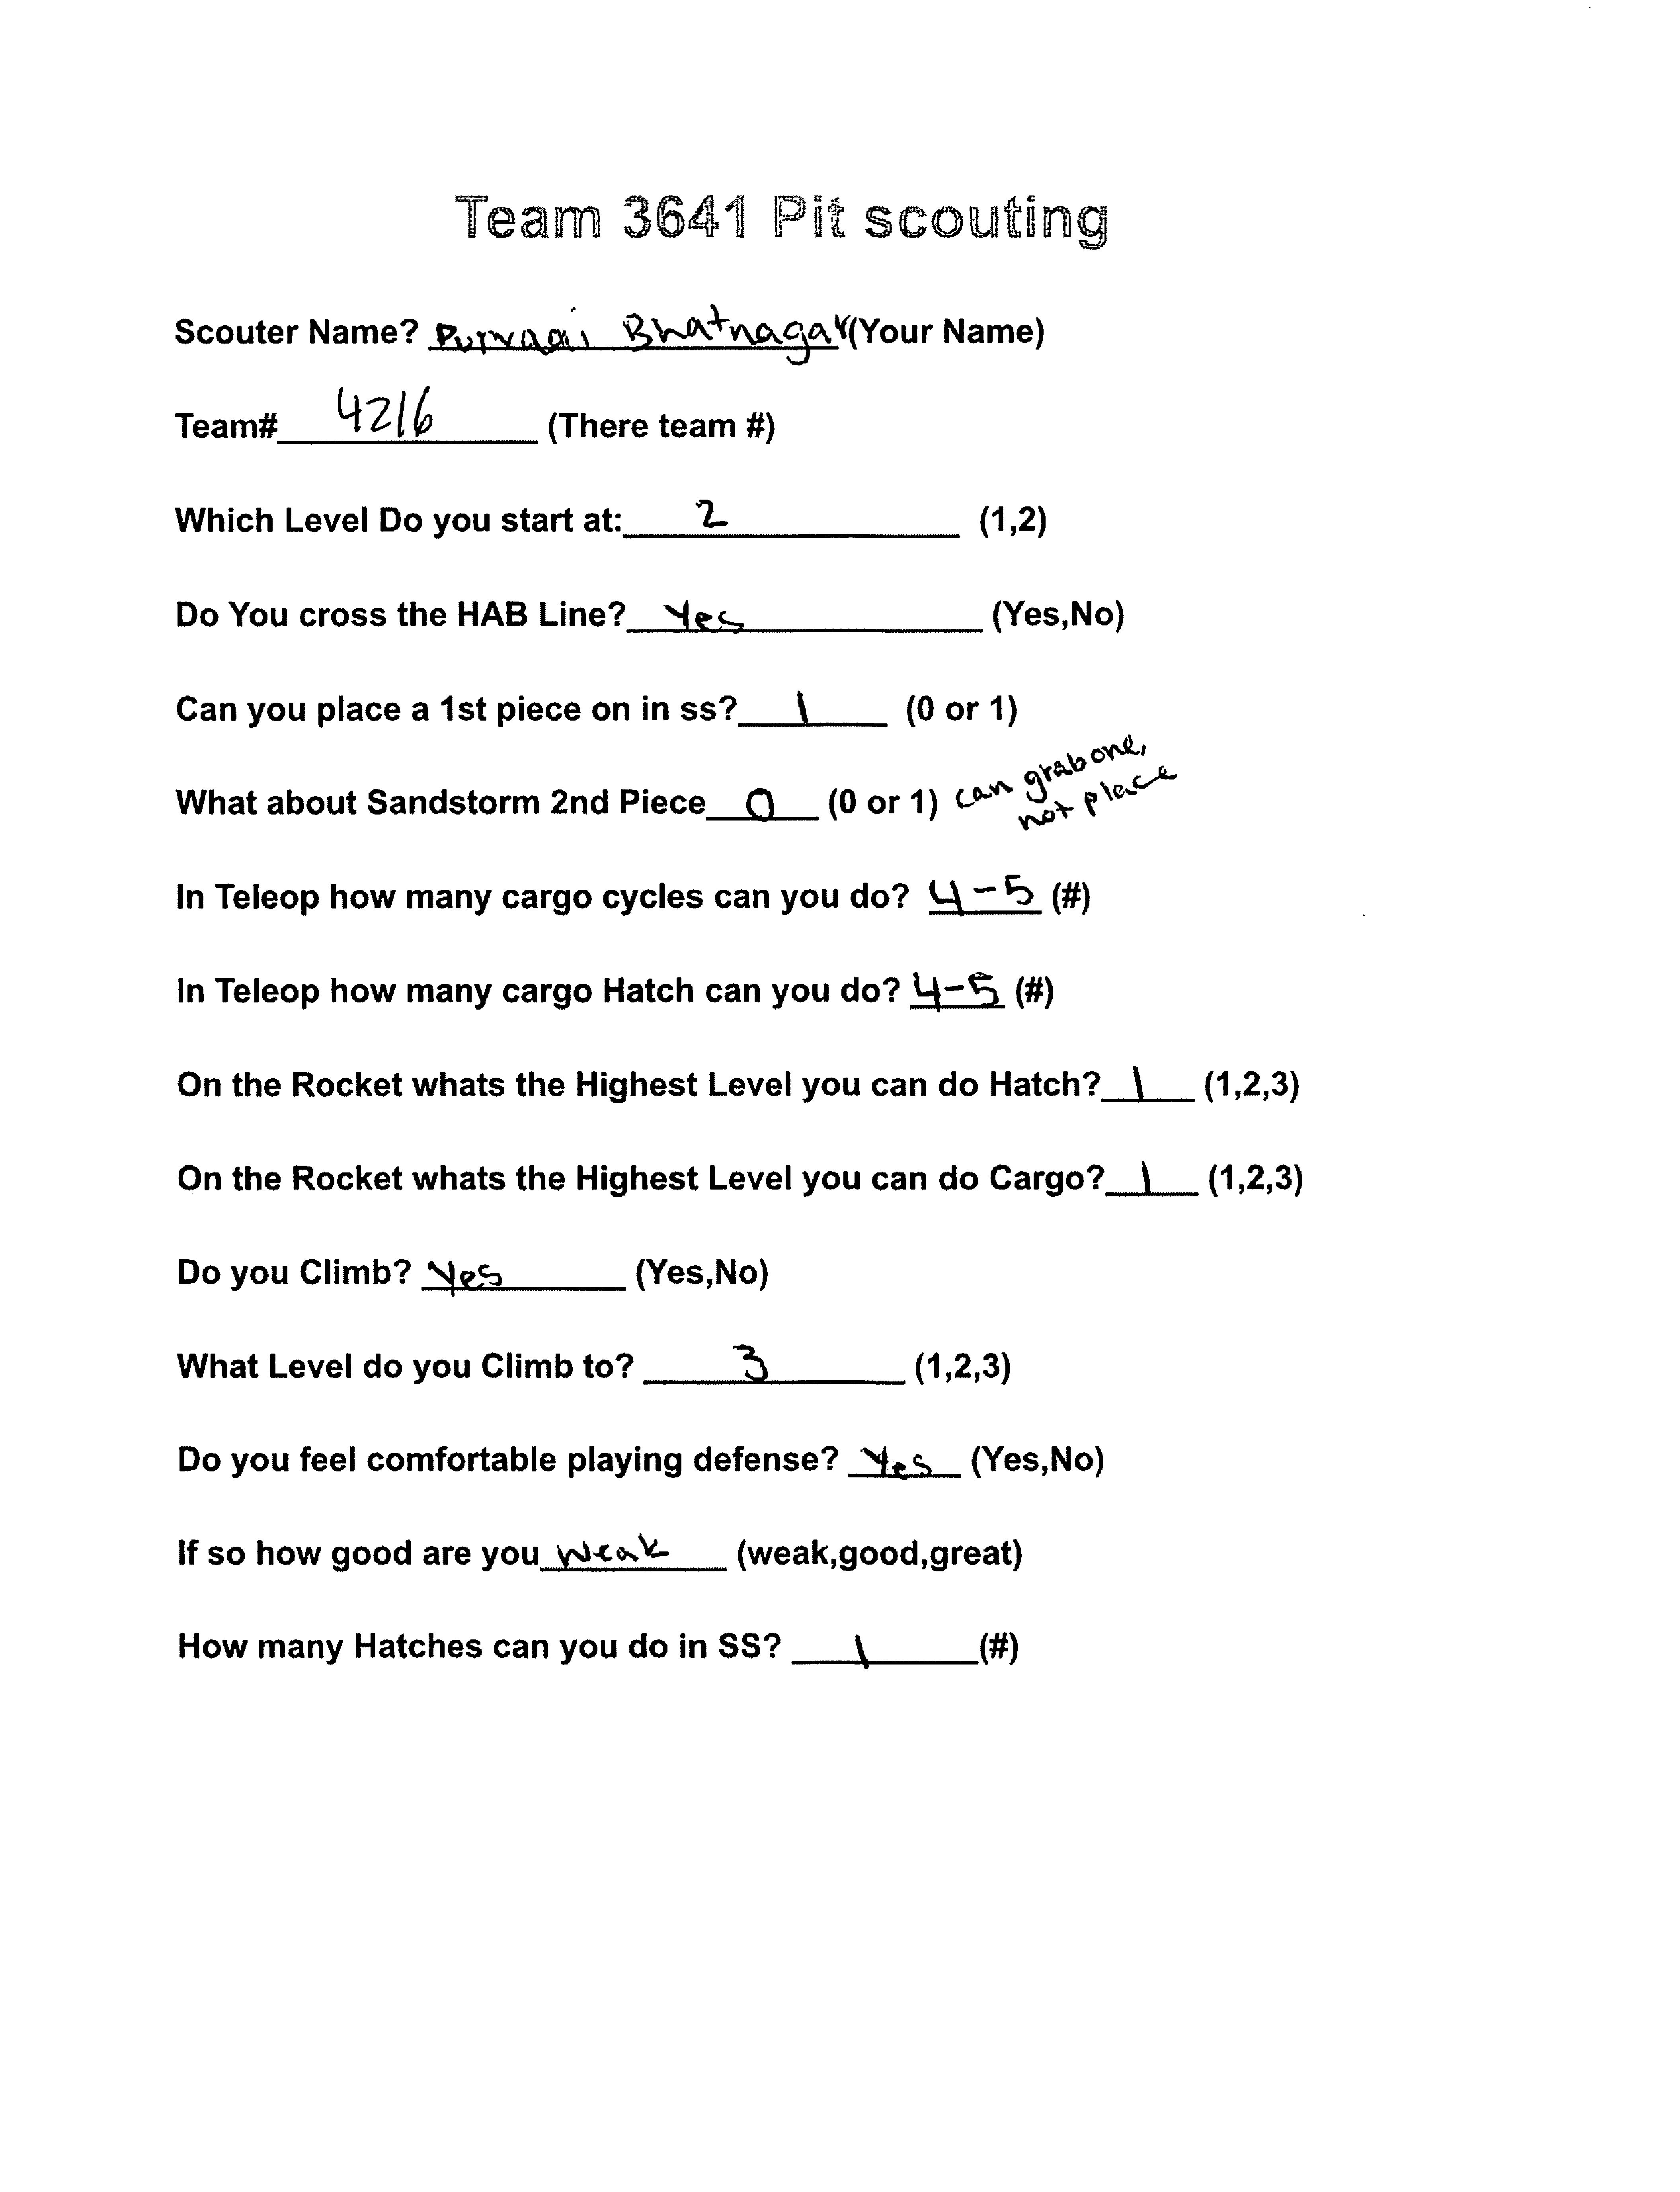 Team 3641 Pit scouting
Scouter Name? Bhatnagar (Your Name)
Team# 4216 (There team #)
Which Level Do you start at: 2 (1,2)
Do You cross the HAB Line? Yes (Yes,No)
Can you place a 1st piece on in ss? 1 (0 or 1)
What about Sandstorm 2nd Piece 0 (0 or 1) can grab one,
not place
In Teleop how many cargo cycles can you do? 4-5 (#)
In Teleop how many cargo Hatch can you do? 4-5 (#)
On the Rocket whats the Highest Level you can do Hatch? 1 (1,2,3)
On the Rocket whats the Highest Level you can do Cargo? 1 (1,2,3)
Do you Climb? Yes (Yes,No)
What Level do you Climb to? 3 (1,2,3)
Do you feel comfortable playing defense? Yes (Yes,No)
If so how good are you weak (weak,good,great)
How many Hatches can you do in SS? 1 (#)